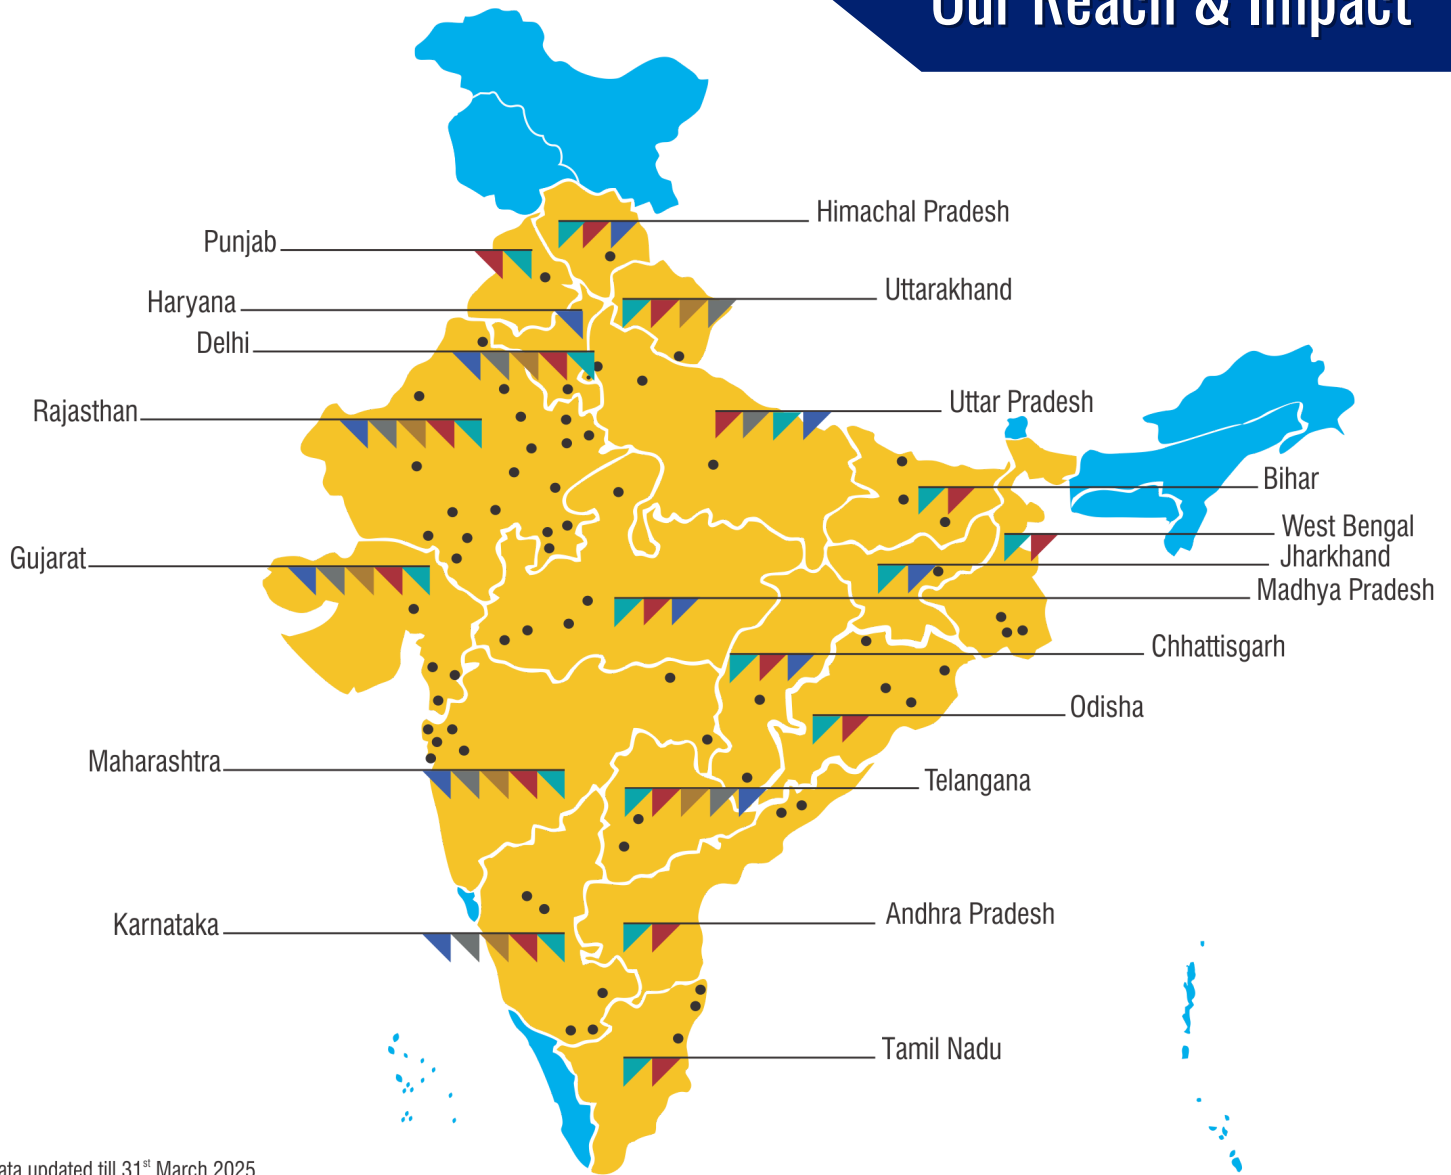 Our Reach & Impact
Himachal Pradesh
Punjab
Uttarakhand
Haryana
Delhi
Uttar Pradesh
Rajasthan
Bihar
West Bengal
Gujarat
Jharkhand
Madhya Pradesh
Chhattisgarh
Odisha
Maharashtra
Telangana
Andhra Pradesh
Karnataka
Tamil Nadu
ata updated till 31st March 2025